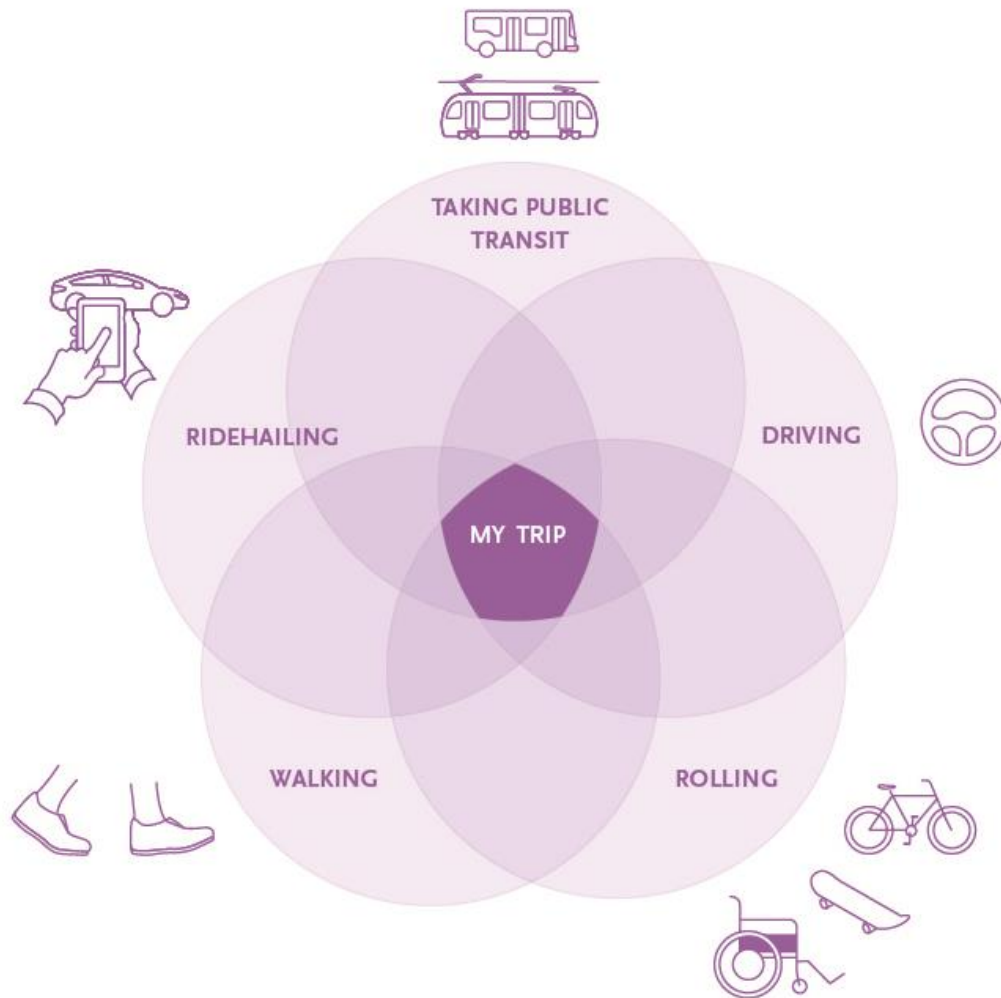 TAKING PUBLIC
TRANSIT
RIDEHAILING
DRIVING
MY TRIP
WALKING
ROLLING